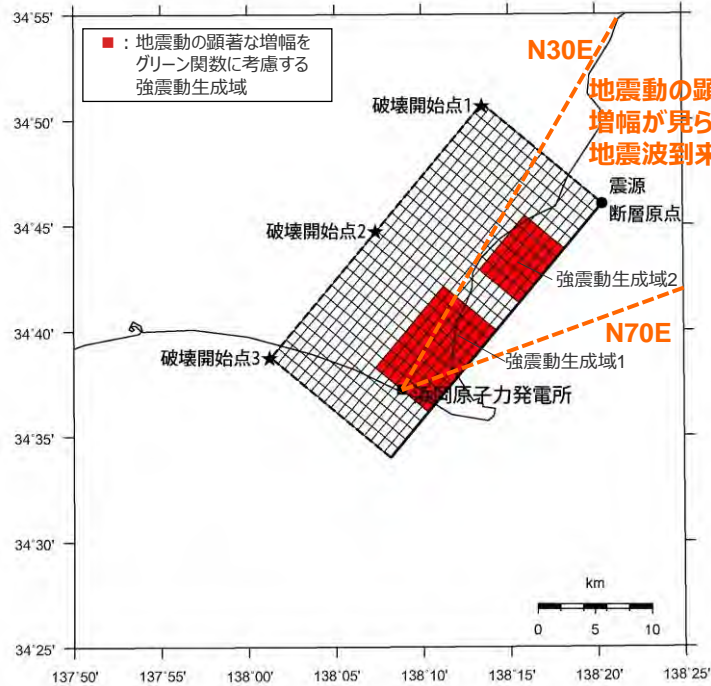 34˚55'
34˚50'
34˚45'
34˚40'
34˚35'
34˚30'
34˚25'
■ : 地震動の顕著な増幅を
グリーン関数に考慮する
強震動生成域
N30E
地震動の顕
増幅が見ら
地震波到来
破壊開始点1
震源
断層原点
破壊開始点2
強震動生成域2
N70E
破壊開始点3
強震動生成域1
岡原子力発電所
km
0 5 10
137˚50' 137˚55' 138˚00' 138˚05' 138˚10' 138˚15' 138˚20' 138˚25'